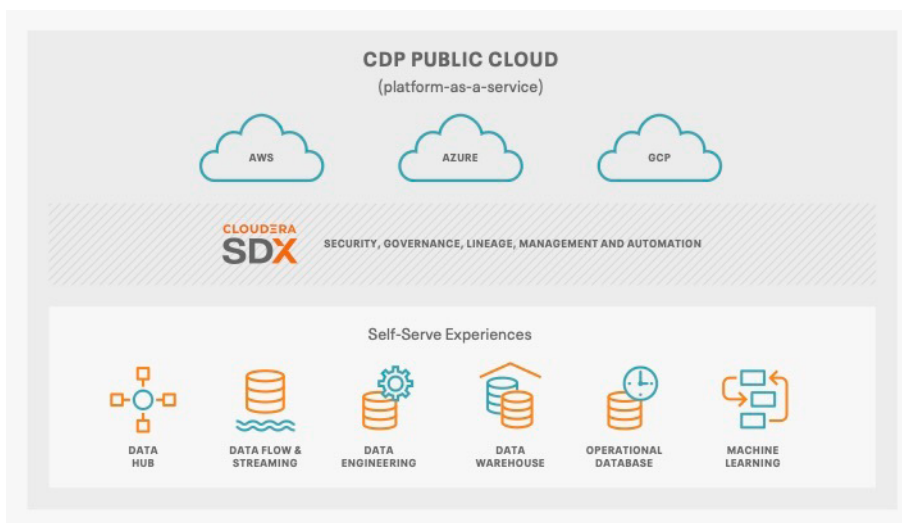 CDP PUBLIC CLOUD
(platform-as-a-service)
AWS
AZURE
GCP
CLOUDERA
SDX
SECURITY, GOVERNANCE, LINEAGE, MANAGEMENT AND AUTOMATION
Self-Serve Experiences
DATA
HUB
DATA FLOW &
STREAMING
DATA
ENGINEERING
DATA
WAREHOUSE
OPERATIONAL
DATABASE
MACHINE
LEARNING